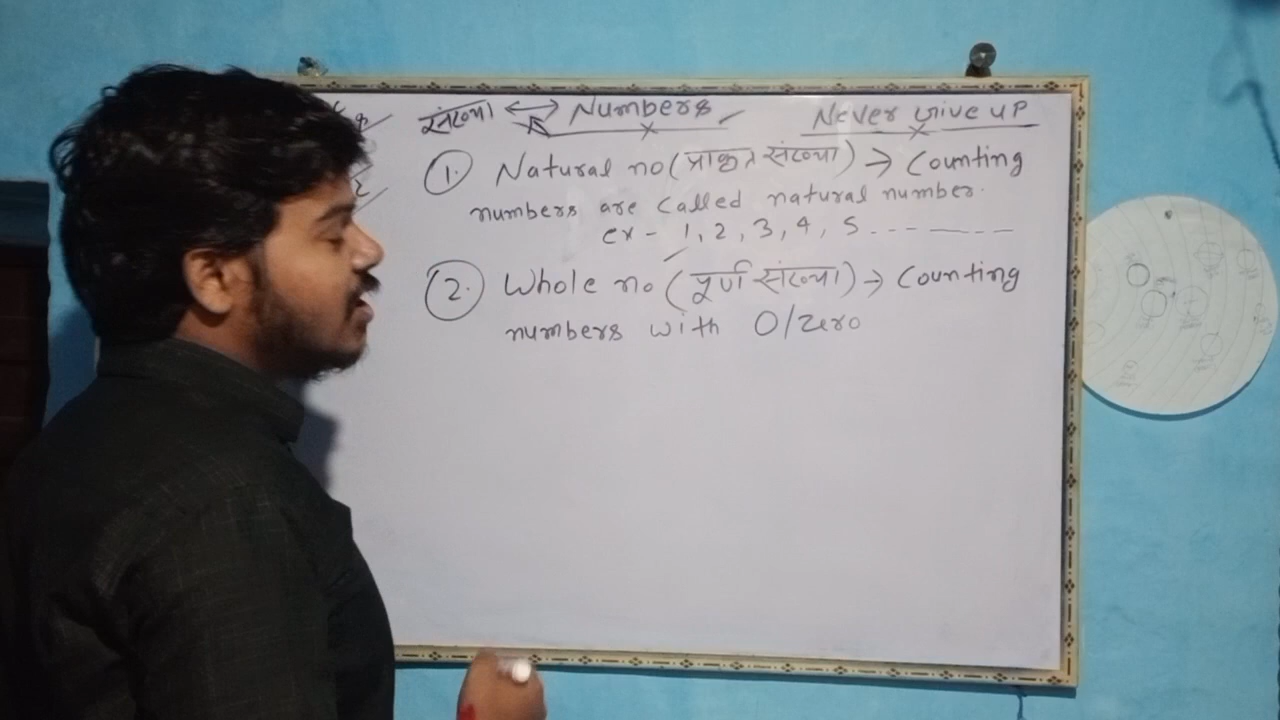 संख्या ↔ Numbers
Never Give UP
1. Natural no (प्राकृत संख्या) → Counting
numbers are called natural number.
ex - 1, 2, 3, 4, 5 - - - - - - -
2. Whole no (पूर्ण संख्या) → Counting
numbers with 0/Zero